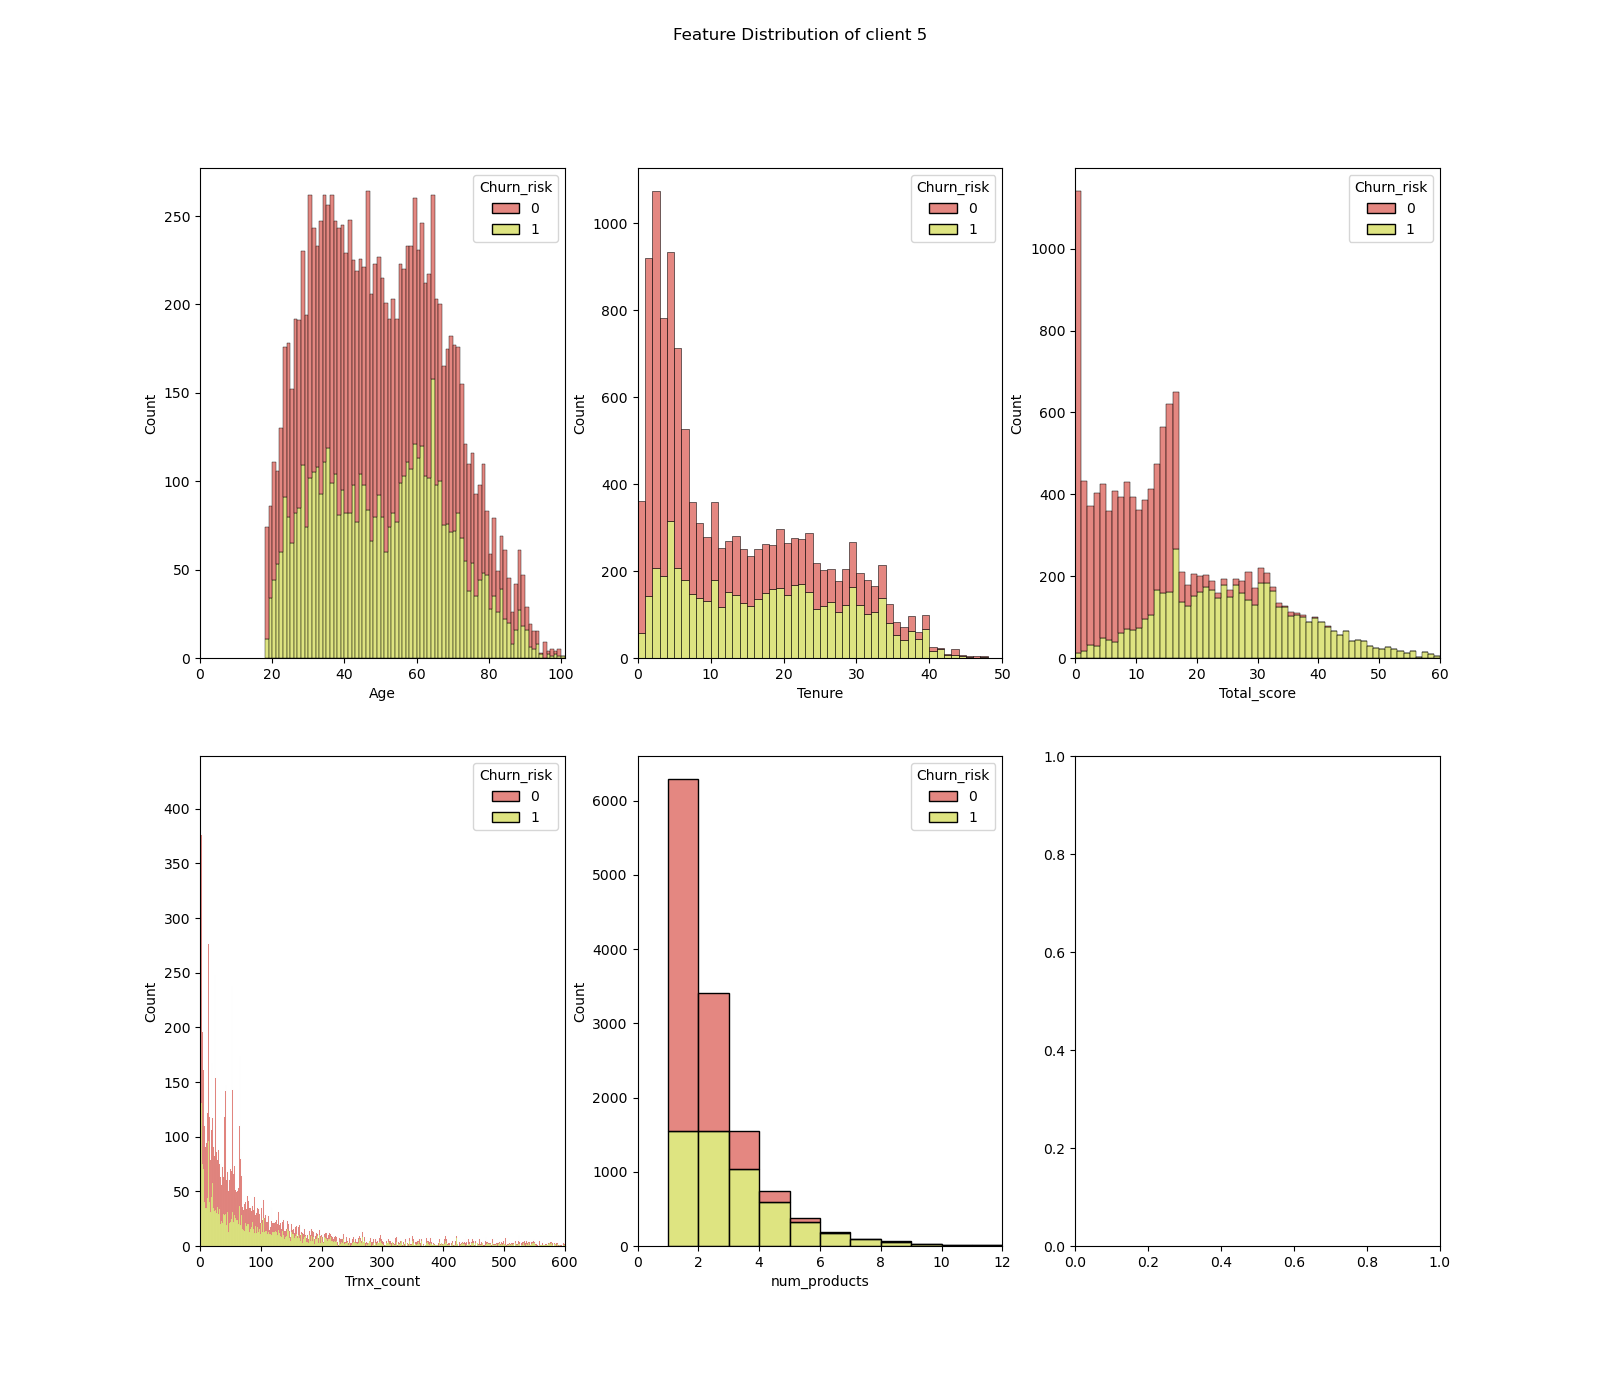 Feature Distribution of client 5
Churn_risk
0
1
250
200
150
100
50
0
Count
0 20 40 60 80 100
Age
Churn_risk
0
1
1000
800
600
400
200
0
Count
0 10 20 30 40 50
Tenure
Churn_risk
0
1
1000
800
600
400
200
0
Count
0 10 20 30 40 50 60
Total_score
Churn_risk
0
1
400
350
300
250
200
150
100
50
0
Count
0 100 200 300 400 500 600
Trnx_count
Churn_risk
0
1
6000
5000
4000
3000
2000
1000
0
Count
0 2 4 6 8 10 12
num_products
1.0
0.8
0.6
0.4
0.2
0.0
0.0 0.2 0.4 0.6 0.8 1.0